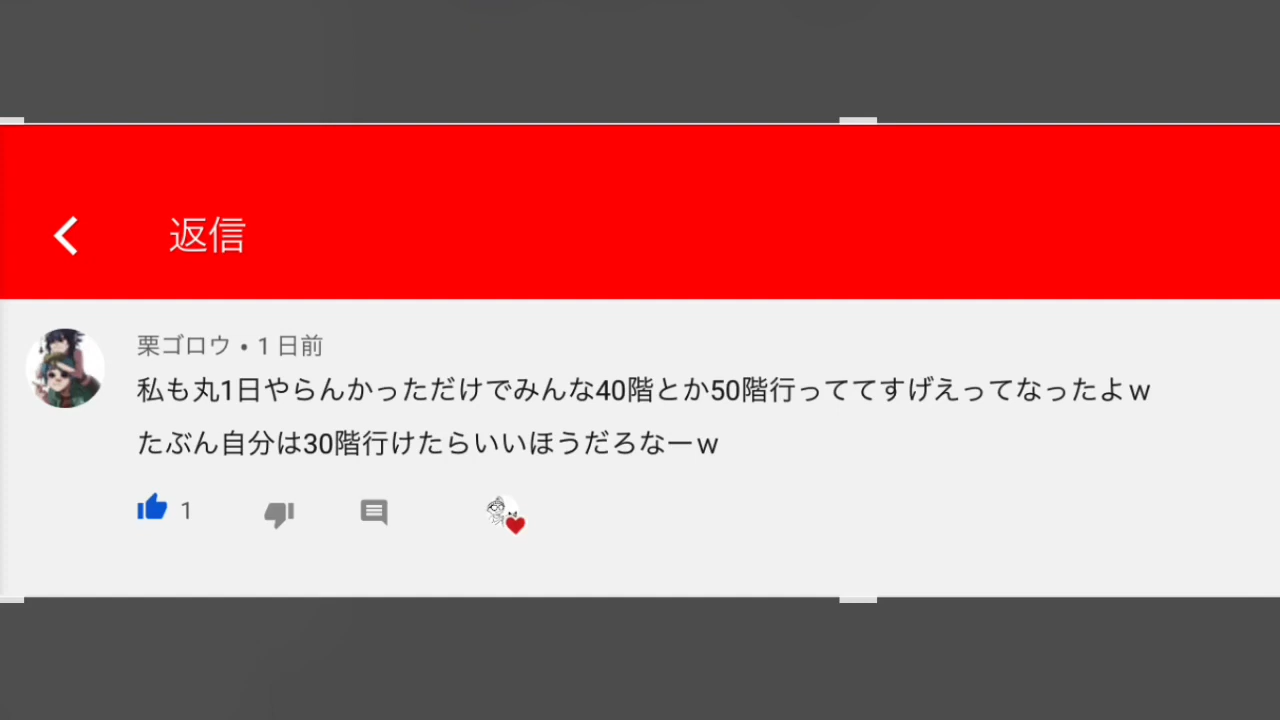 返信
栗ゴロウ • 1 日前
私も丸1日やらんかっただけでみんな40階とか50階行っててすげえってなったよｗ
たぶん自分は30階行けたらいいほうだろなーｗ
1